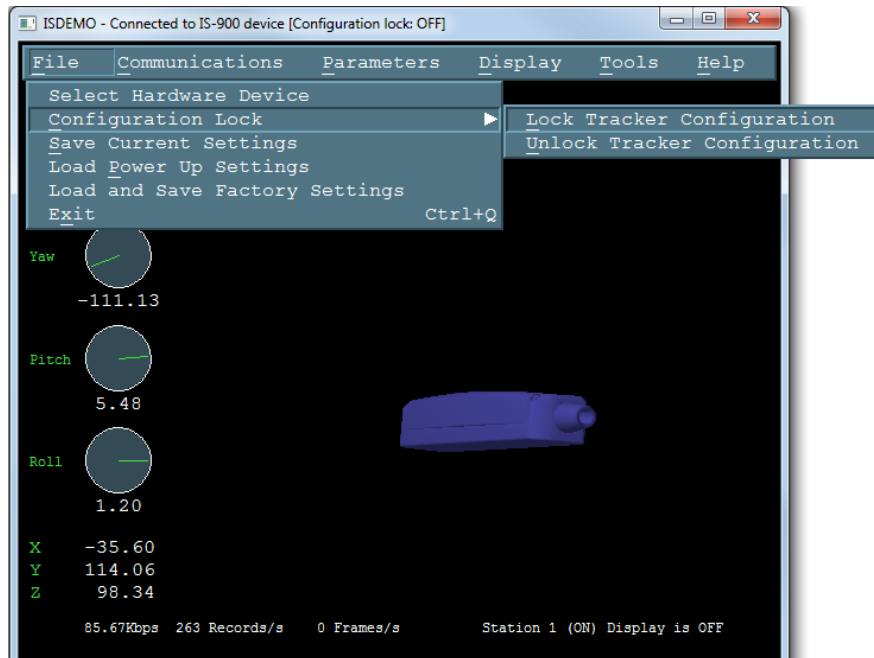 ISDEMO - Connected to IS-900 device [Configuration lock: OFF]
File Communications Parameters Display Tools Help
Select Hardware Device
Configuration Lock
Lock Tracker Configuration
Save Current Settings
Unlock Tracker Configuration
Load Power Up Settings
Load and Save Factory Settings
Exit Ctrl+Q
Yaw
-111.13
Pitch
5.48
Roll
1.20
X -35.60
Y 114.06
Z 98.34
85.67Kbps 263 Records/s 0 Frames/s Station 1 (ON) Display is OFF